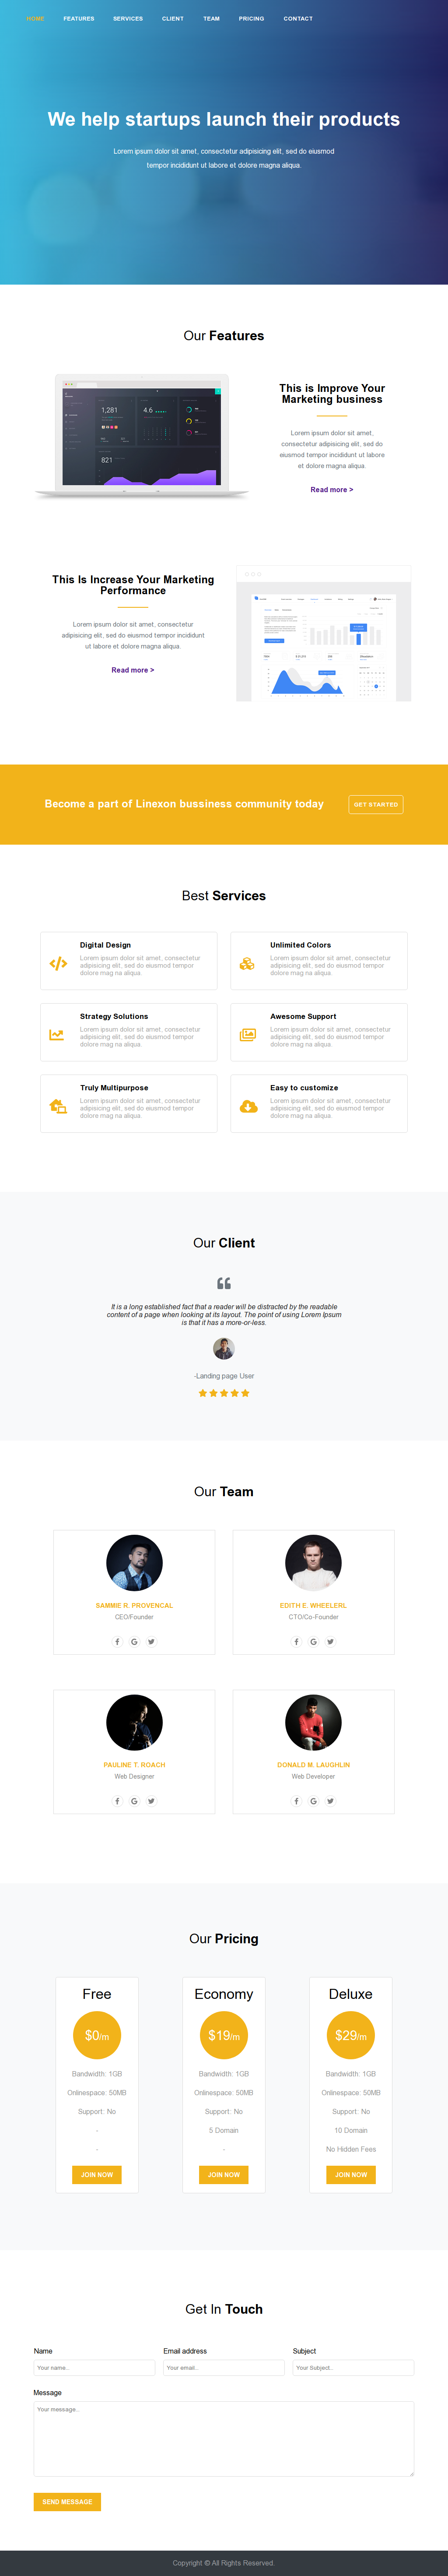 HOME FEATURES SERVICES CLIENT TEAM PRICING CONTACT
We help startups launch their products
Lorem ipsum dolor sit amet, consectetur adipisicing elit, sed do eiusmod
tempor incididunt ut labore et dolore magna aliqua.
Our Features
1,281
4.6
821
This is Improve Your
Marketing business
Lorem ipsum dolor sit amet,
consectetur adipisicing elit, sed do
eiusmod tempor incididunt ut labore
et dolore magna aliqua.
Read more >
This Is Increase Your Marketing
Performance
Lorem ipsum dolor sit amet, consectetur
adipisicing elit, sed do eiusmod tempor incididunt
ut labore et dolore magna aliqua.
Read more >
Become a part of Linexon bussiness community today
GET STARTED
Best Services
Digital Design
Lorem ipsum dolor sit amet, consectetur
adipisicing elit, sed do eiusmod tempor
dolore mag na aliqua.
Unlimited Colors
Lorem ipsum dolor sit amet, consectetur
adipisicing elit, sed do eiusmod tempor
dolore mag na aliqua.
Strategy Solutions
Lorem ipsum dolor sit amet, consectetur
adipisicing elit, sed do eiusmod tempor
dolore mag na aliqua.
Awesome Support
Lorem ipsum dolor sit amet, consectetur
adipisicing elit, sed do eiusmod tempor
dolore mag na aliqua.
Truly Multipurpose
Lorem ipsum dolor sit amet, consectetur
adipisicing elit, sed do eiusmod tempor
dolore mag na aliqua.
Easy to customize
Lorem ipsum dolor sit amet, consectetur
adipisicing elit, sed do eiusmod tempor
dolore mag na aliqua.
Our Client
It is a long established fact that a reader will be distracted by the readable
content of a page when looking at its layout. The point of using Lorem Ipsum
is that it has a more-or-less.
-Landing page User
Our Team
SAMMIE R. PROVENCAL
CEO/Founder
EDITH E. WHEELERL
CTO/Co-Founder
PAULINE T. ROACH
Web Designer
DONALD M. LAUGHLIN
Web Developer
Our Pricing
Free
$0/m
Bandwidth: 1GB
Onlinespace: 50MB
Support: No
-
-
JOIN NOW
Economy
$19/m
Bandwidth: 1GB
Onlinespace: 50MB
Support: No
5 Domain
-
JOIN NOW
Deluxe
$29/m
Bandwidth: 1GB
Onlinespace: 50MB
Support: No
10 Domain
No Hidden Fees
JOIN NOW
Get In Touch
Name
Your name...
Email address
Your email...
Subject
Your Subject...
Message
Your message...
SEND MESSAGE
Copyright © All Rights Reserved.